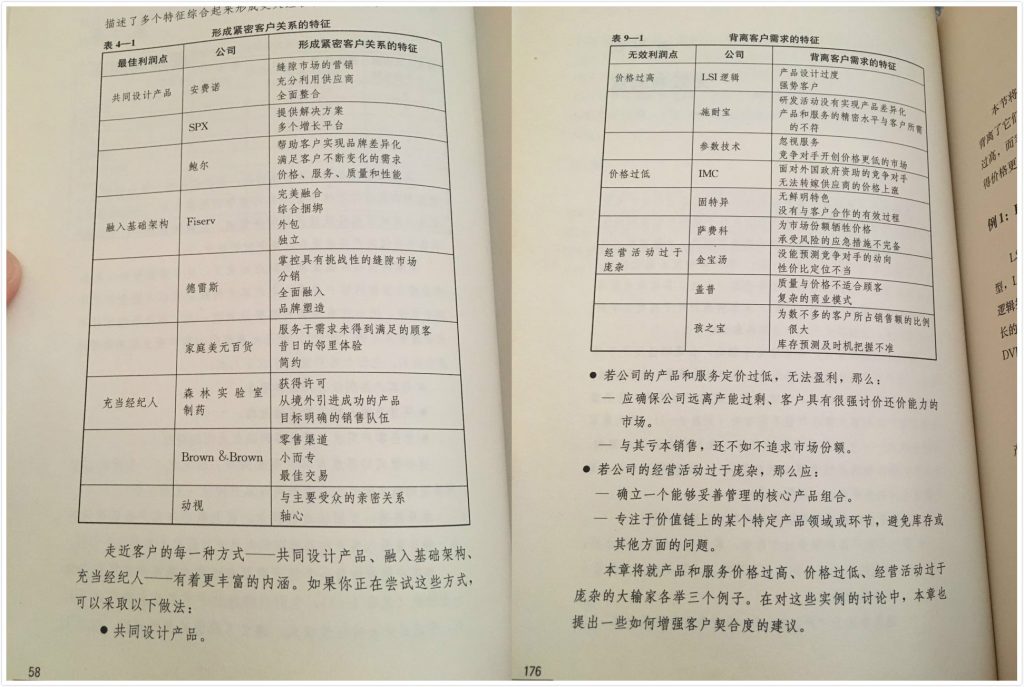 描述了多个特征综合起来形成
表 4—1
形成紧密客户关系的特征
最佳利润点 公司 形成紧密客户关系的特征
共同设计产品 安费诺 缝隙市场的营销
充分利用供应商
全面整合
SPX 提供解决方案
多个增长平台
鲍尔 帮助客户实现品牌差异化
满足客户不断变化的需求
价格、服务、质量和性能
融入基础架构 Fiserv 完美融合
综合捆绑
外包
独立
德雷斯 掌控具有挑战性的缝隙市场
分销
全面融入
品牌塑造
家庭美元百货 服务于需求未得到满足的顾客
昔日的邻里体验
简约
充当经纪人 森林实验室 获得许可
制药 从境外引进成功的产品
目标明确的销售队伍
Brown & Brown 零售渠道
小而专
最佳交易
动视 与主要受众的亲密关系
轴心
走近客户的每一种方式——共同设计产品、融入基础架构、
充当经纪人——有着更丰富的内涵。如果你正在尝试这些方式，
可以采取以下做法：
● 共同设计产品。
58
表 9—1 背离客户需求的特征
无效利润点 公司 背离客户需求的特征
价格过高 LSI 逻辑 产品设计过度
强势客户
施耐宝 研发活动没有实现产品差异化
产品和服务的精密水平与客户所需
的不符
参数技术 忽视服务
竞争对手开创价格更低的市场
价格过低 IMC 面对外国政府资助的竞争对手
无法转嫁供应商的价格上涨
固特异 无鲜明特色
没有与客户合作的有效过程
萨费科 为市场份额牺牲价格
承受风险的应急措施不完备
经营活动过于 金宝汤 没能预测竞争对手的动向
庞杂 性价比定位不当
盖普 质量与价格不适合顾客
复杂的商业模式
孩之宝 为数不多的客户所占销售额的比例
很大
库存预测及时机把握不准
● 若公司的产品和服务定价过低，无法盈利，那么：
— 应确保公司远离产能过剩、客户具有很强讨价还价能力的
市场。
— 与其亏本销售，还不如不追求市场份额。
● 若公司的经营活动过于庞杂，那么应：
— 确立一个能够妥善管理的核心产品组合。
— 专注于价值链上的某个特定产品领域或环节，避免库存或
其他方面的问题。
本章将就产品和服务价格过高、价格过低、经营活动过于
庞杂的大输家各举三个例子。在对这些实例的讨论中，本章也
提出一些如何增强客户契合度的建议。
176
本节将
背离了它们
过高，而
得价格更
例 1：
LS
型，L
逻辑
长的
DV